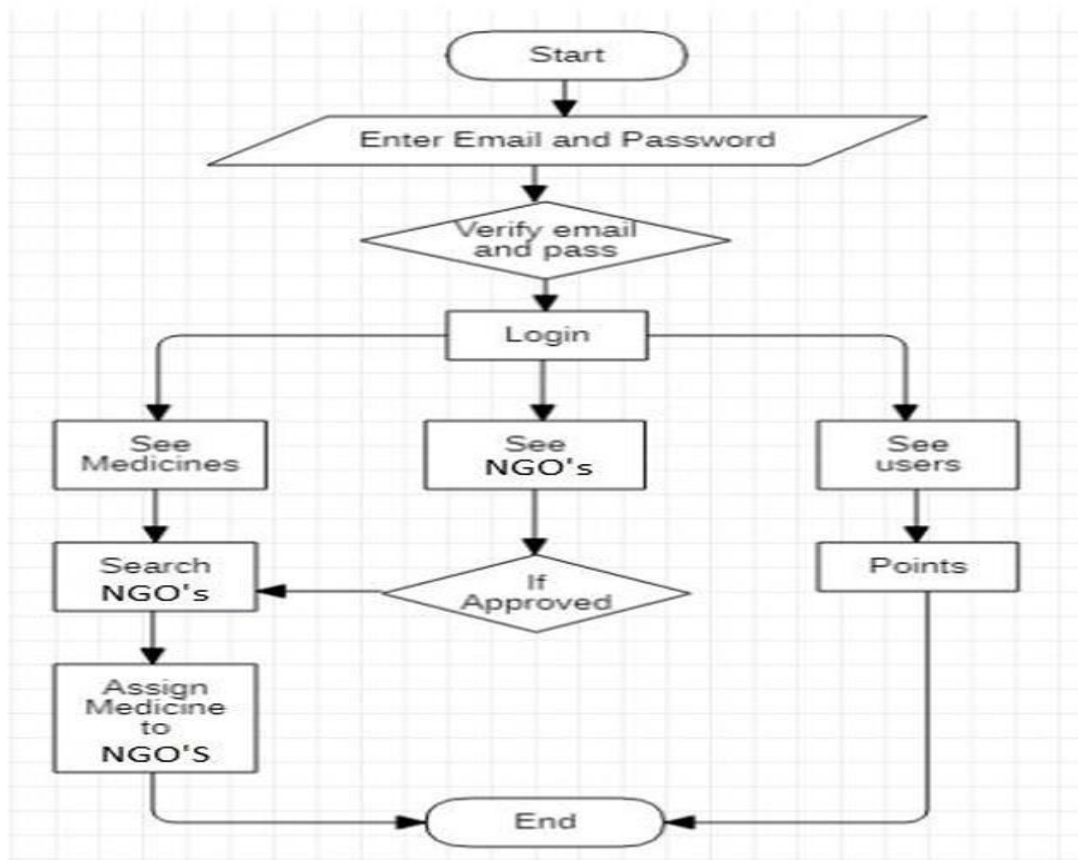 Start
Enter Email and Password
Verify email
and pass
Login
See
Medicines
See
NGO's
See
users
Search
NGO's
If
Approved
Points
Assign
Medicine
to
NGO'S
End